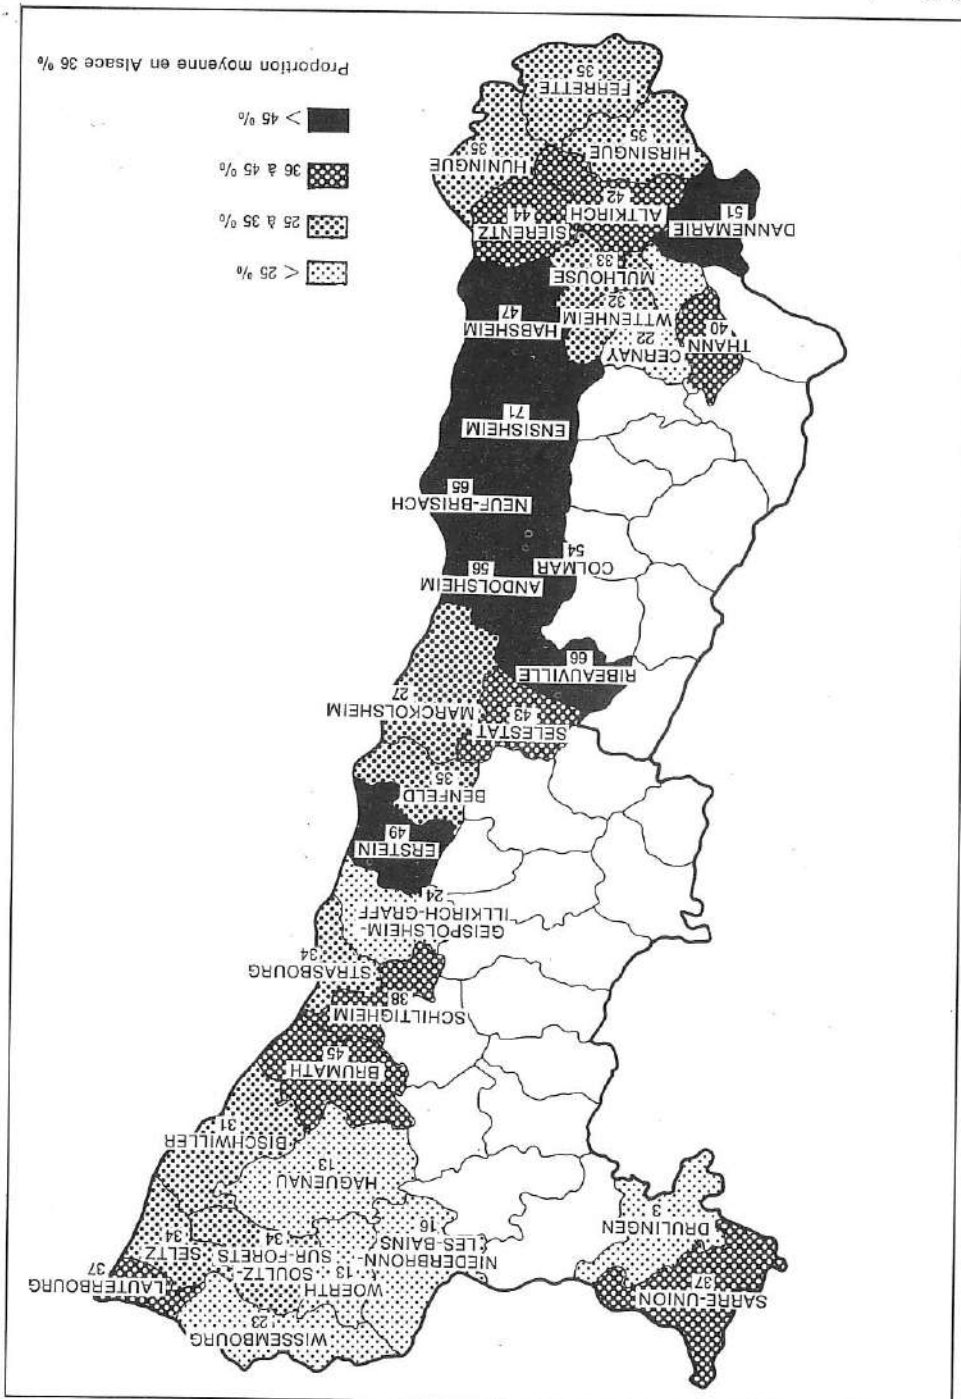 WISSEMBOURG
23
LAUTERBOURG
37
SARRE-UNION
37
WOERTH
13
SOULTZ-
SUR-FORETS
34
SELTZ
34
NIEDERBRONN-
LES-BAINS
16
DRULINGEN
3
HAGUENAU
13
BISCHWILLER
31
BRUMATH
45
SCHILTIGHEIM
38
STRASBOURG
34
GEISPOLSHEIM-
ILLKIRCH-GRAFF
24
ERSTEIN
49
BENFELD
35
SELESTAT
43
MARCKOLSHEIM
27
RIBEAUVILLE
66
COLMAR
54
ANDOLSHEIM
56
NEUF-BRISACH
65
ENSISHEIM
71
CERNAY
22
THANN
40
WTTENHEIM
32
HABSHEIM
47
MULHOUSE
33
DANNEMARIE
51
ALTKIRCH
42
SIERENTZ
44
HIRSINGUE
35
HUNINGUE
35
FERRETTE
35
< 25 %
25 à 35 %
36 à 45 %
> 45 %
Proportion moyenne en Alsace 36 %